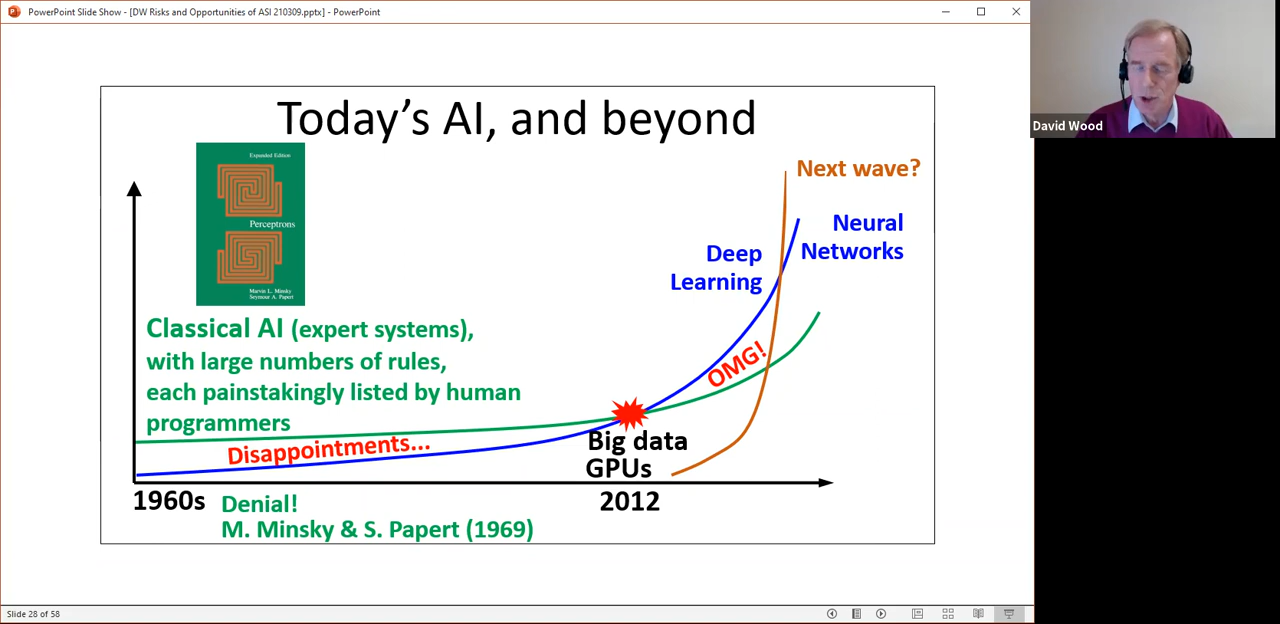 PowerPoint Slide Show - [DW Risks and Opportunities of ASI 210309.pptx] - PowerPoint
David Wood
Today's AI, and beyond
Expanded Edition
Perceptrons
Marvin L. Minsky
Seymour A. Papert
Next wave?
Neural
Networks
Deep
Learning
Classical AI (expert systems),
with large numbers of rules,
each painstakingly listed by human
programmers
OMG!
Disappointments...
Big data
GPUs
1960s
2012
Denial!
M. Minsky & S. Papert (1969)
Slide 28 of 58